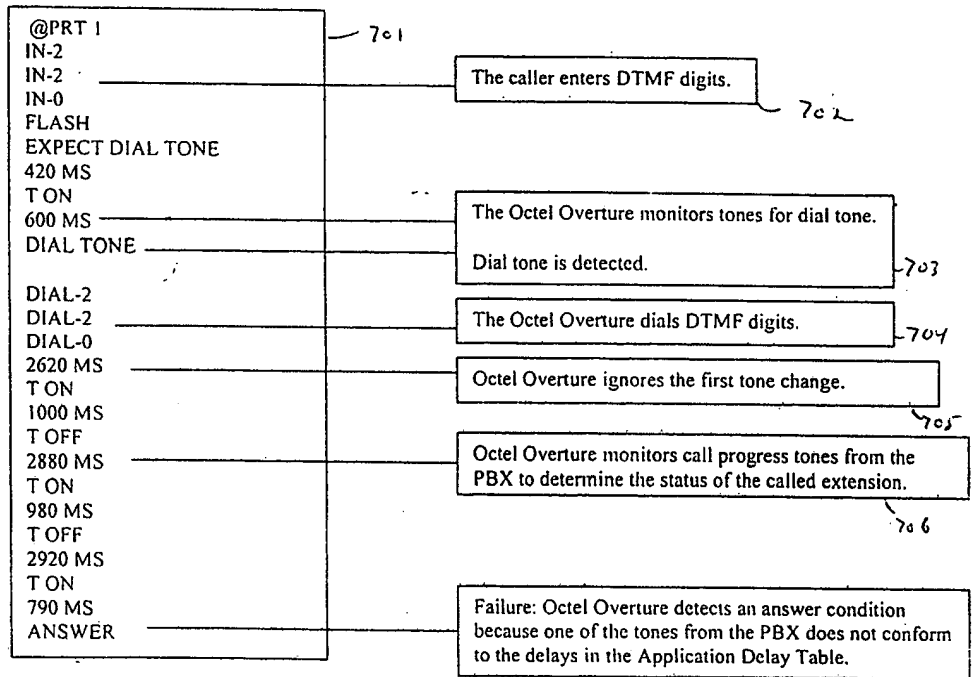 @PRT 1
IN-2
IN-2
IN-0
FLASH
EXPECT DIAL TONE
420 MS
T ON
600 MS
DIAL TONE
DIAL-2
DIAL-2
DIAL-0
2620 MS
T ON
1000 MS
T OFF
2880 MS
T ON
980 MS
T OFF
2920 MS
T ON
790 MS
ANSWER
701
The caller enters DTMF digits.
702
The Octel Overture monitors tones for dial tone.
Dial tone is detected.
703
The Octel Overture dials DTMF digits.
704
Octel Overture ignores the first tone change.
705
Octel Overture monitors call progress tones from the
PBX to determine the status of the called extension.
706
Failure: Octel Overture detects an answer condition
because one of the tones from the PBX does not conform
to the delays in the Application Delay Table.